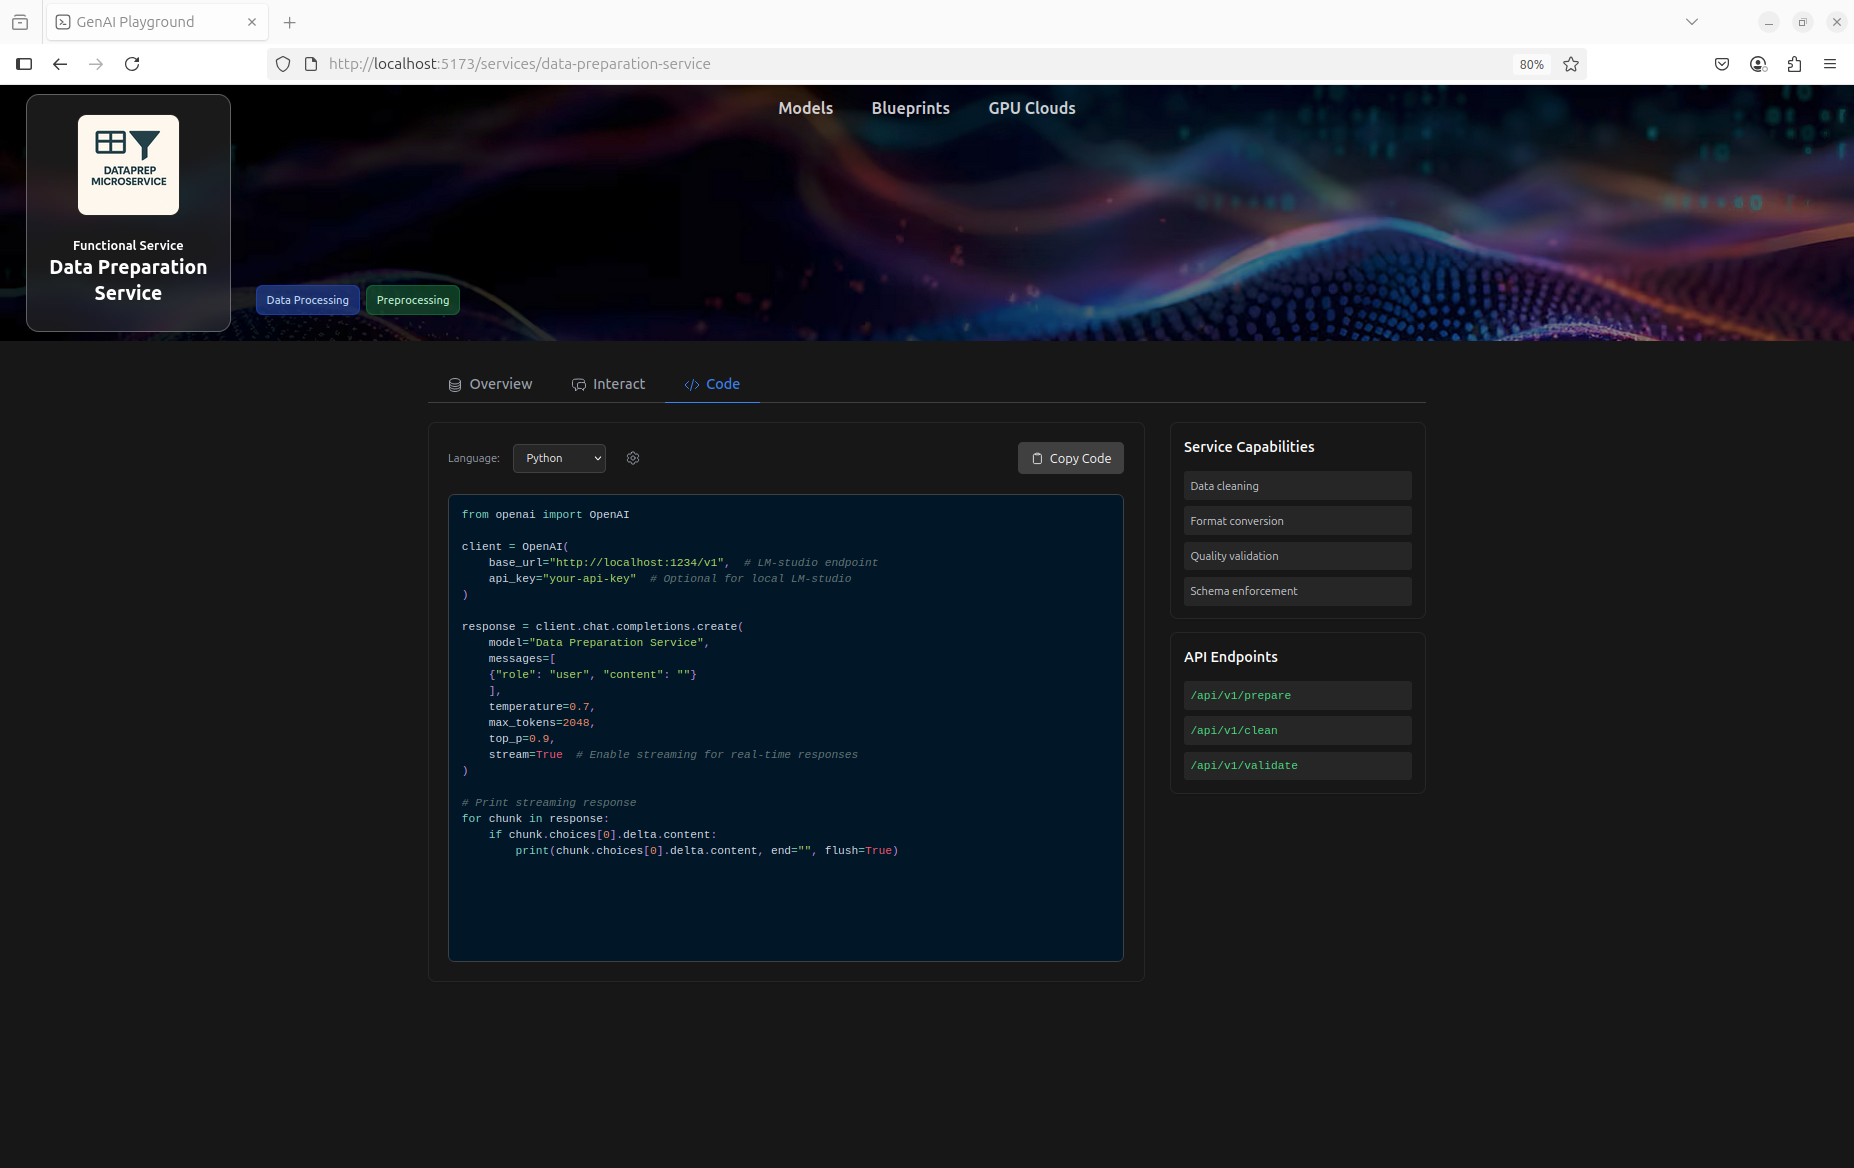 GenAI Playground
http://localhost:5173/services/data-preparation-service
80%
Models
Blueprints
GPU Clouds
DATAPREP
MICROSERVICE
Functional Service
Data Preparation
Service
Data Processing
Preprocessing
Overview
Interact
</> Code
Language:
Python
Copy Code
from openai import OpenAI
client = OpenAI(
    base_url="http://localhost:1234/v1",  # LM-studio endpoint
    api_key="your-api-key"  # Optional for local LM-studio
)
response = client.chat.completions.create(
    model="Data Preparation Service",
    messages=[
    {"role": "user", "content": ""}
    ],
    temperature=0.7,
    max_tokens=2048,
    top_p=0.9,
    stream=True  # Enable streaming for real-time responses
)
# Print streaming response
for chunk in response:
    if chunk.choices[0].delta.content:
        print(chunk.choices[0].delta.content, end="", flush=True)
Service Capabilities
Data cleaning
Format conversion
Quality validation
Schema enforcement
API Endpoints
/api/v1/prepare
/api/v1/clean
/api/v1/validate